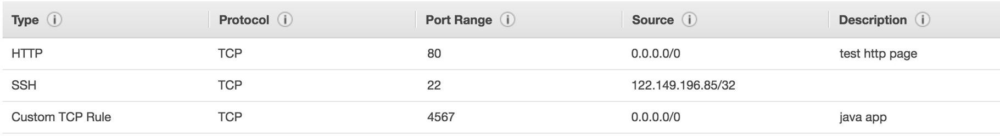 Type Protocol Port Range Source Description
HTTP TCP 80 0.0.0.0/0 test http page
SSH TCP 22 122.149.196.85/32
Custom TCP Rule TCP 4567 0.0.0.0/0 java app